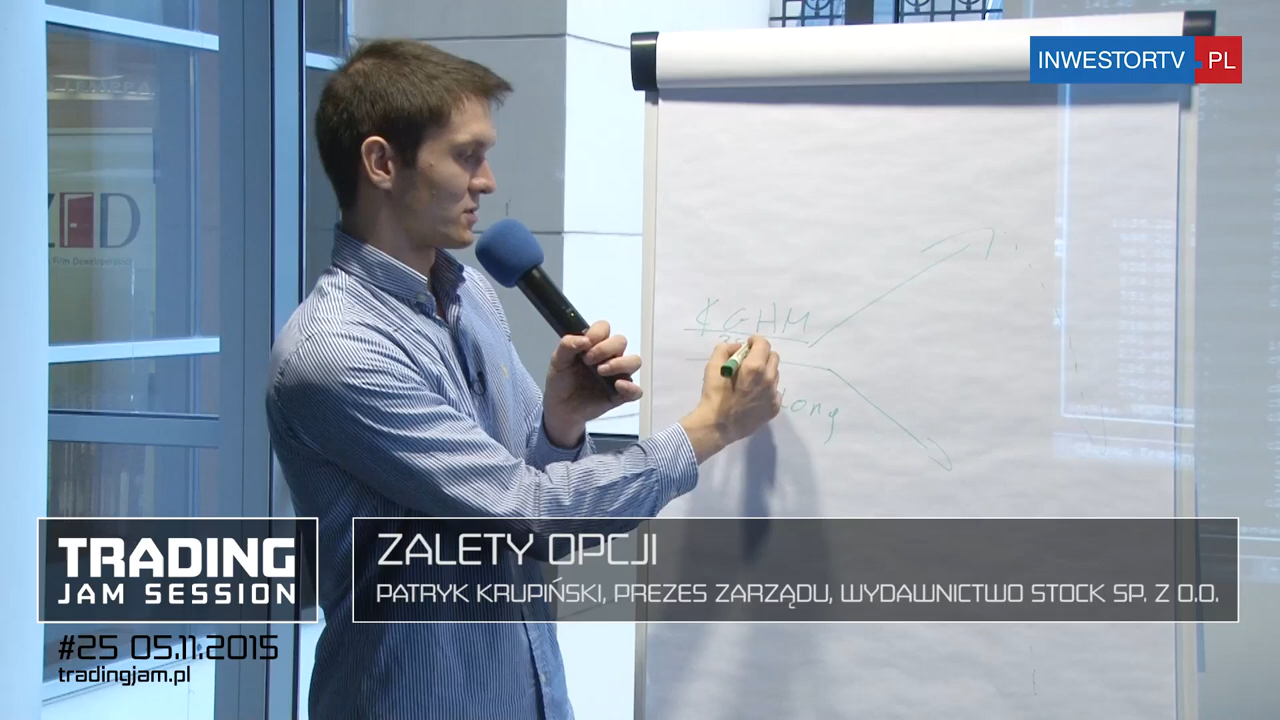 INWESTORTV.PL
KGHM
Long
TRADING
JAM SESSION
#25 05.11.2015
tradingjam.pl
ZALETY OPCJI
PATRYK KRUPIŃSKI, PREZES ZARZĄDU, WYDAWNICTWO STOCK SP. Z O.O.